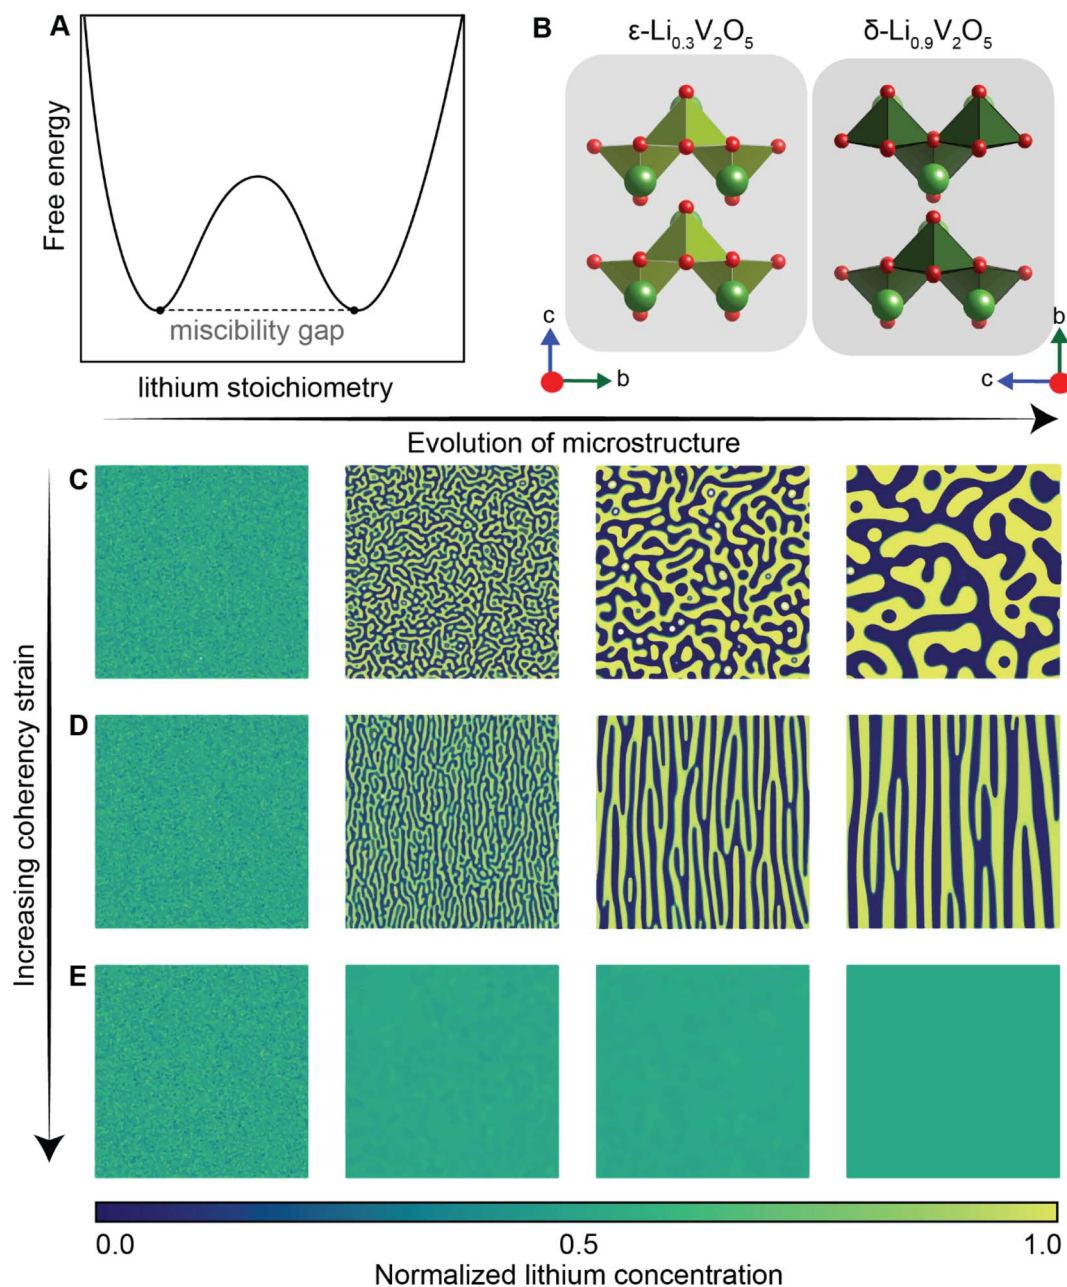 A
Free energy
miscibility gap
lithium stoichiometry
B
ε-Li₀.₃V₂O₅
δ-Li₀.₉V₂O₅
c
b
b
c
Evolution of microstructure
Increasing coherency strain
C
D
E
0.0
0.5
1.0
Normalized lithium concentration